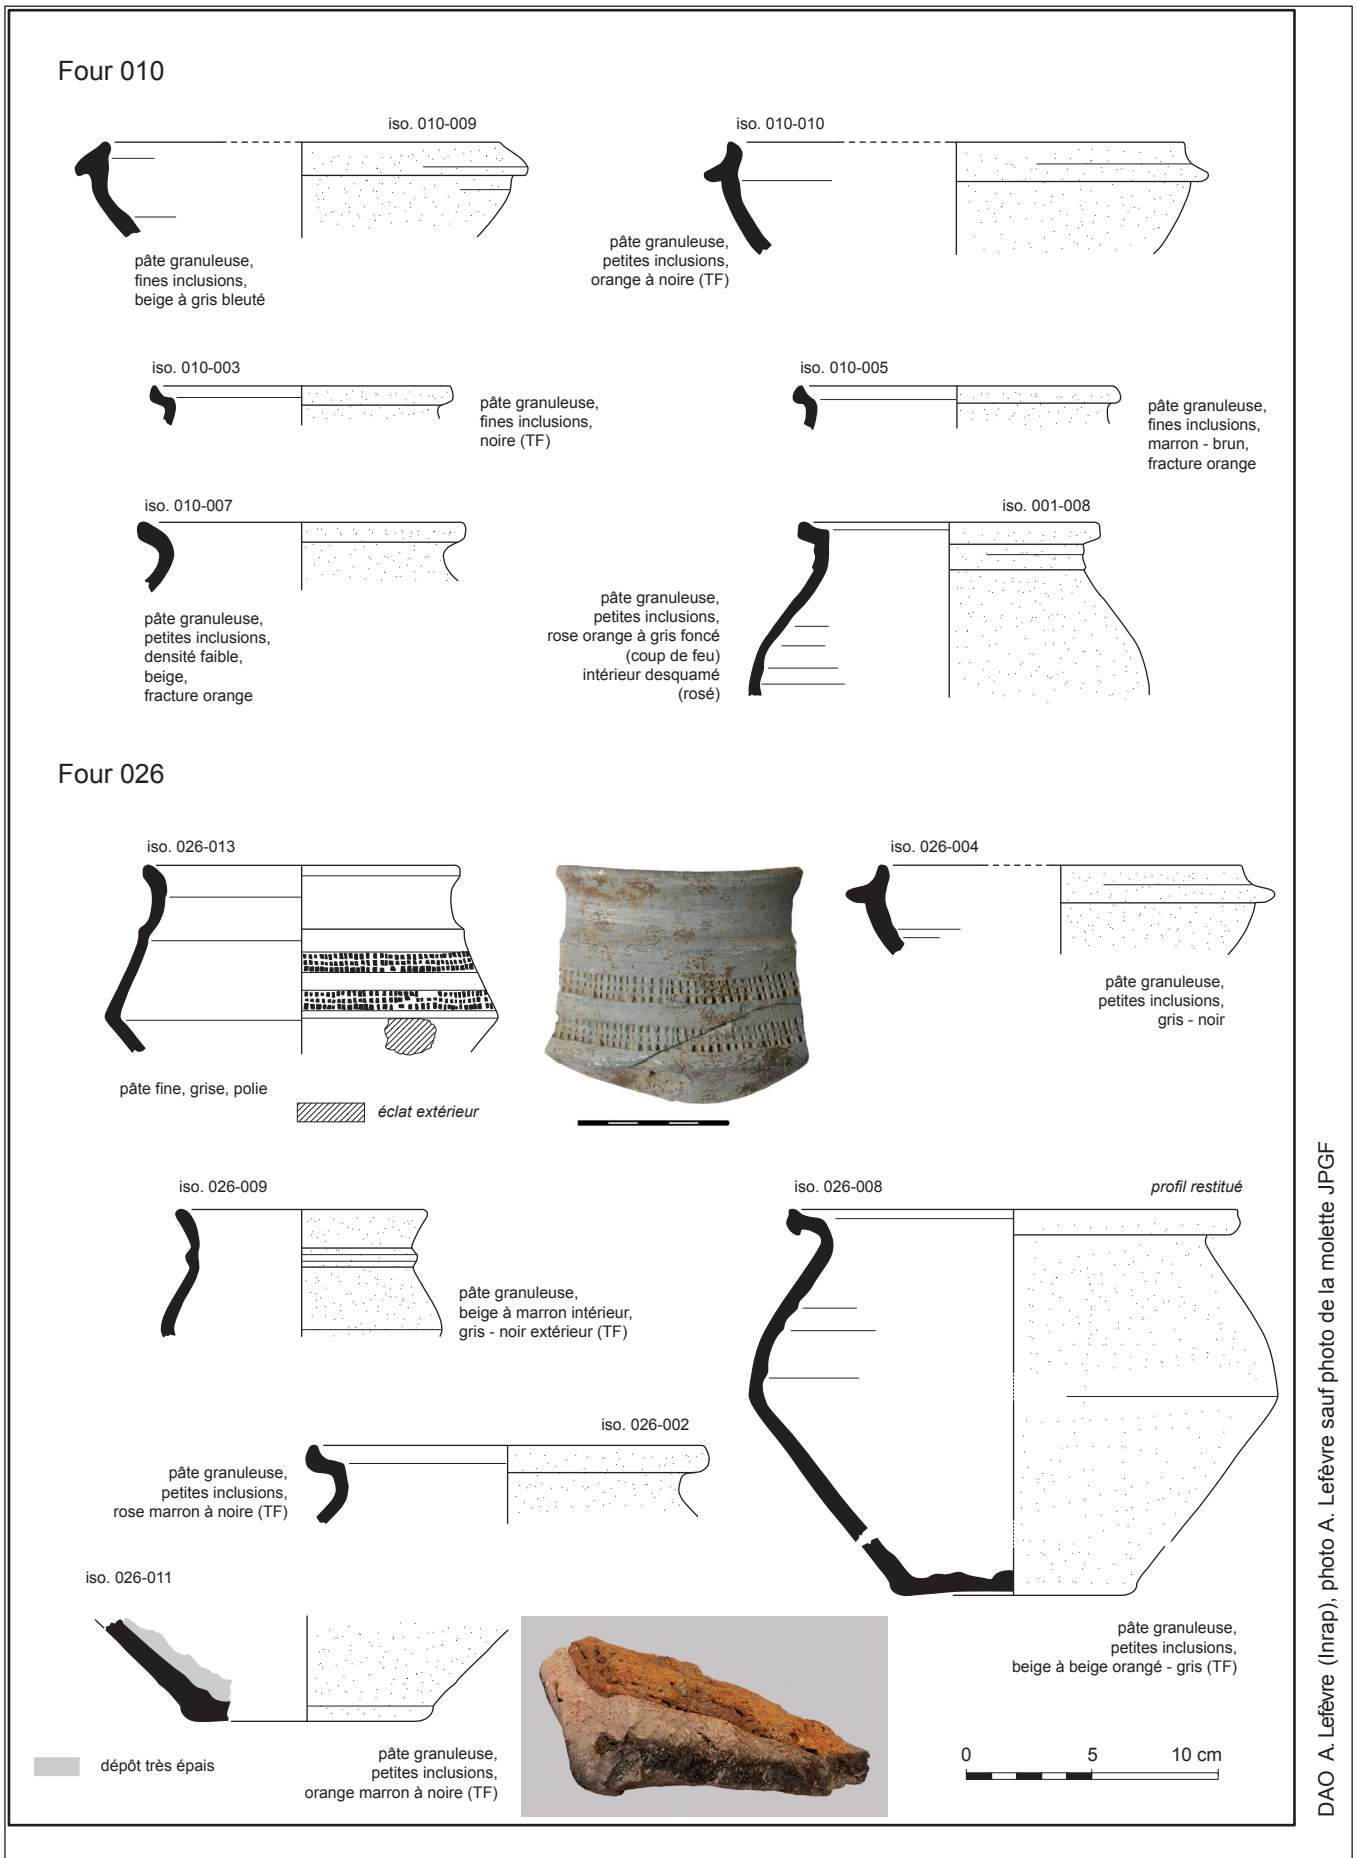 Four 010
iso. 010-009
pâte granuleuse,
fines inclusions,
beige à gris bleuté
iso. 010-010
pâte granuleuse,
petites inclusions,
orange à noire (TF)
iso. 010-003
pâte granuleuse,
fines inclusions,
noire (TF)
iso. 010-005
pâte granuleuse,
fines inclusions,
marron - brun,
fracture orange
iso. 010-007
pâte granuleuse,
petites inclusions,
densité faible,
beige,
fracture orange
iso. 001-008
pâte granuleuse,
petites inclusions,
rose orange à gris foncé
(coup de feu)
intérieur desquamé
(rosé)
Four 026
iso. 026-013
pâte fine, grise, polie
éclat extérieur
iso. 026-004
pâte granuleuse,
petites inclusions,
gris - noir
iso. 026-009
pâte granuleuse,
beige à marron intérieur,
gris - noir extérieur (TF)
iso. 026-008
profil restitué
pâte granuleuse,
petites inclusions,
beige à beige orangé - gris (TF)
iso. 026-002
pâte granuleuse,
petites inclusions,
rose marron à noire (TF)
iso. 026-011
dépôt très épais
pâte granuleuse,
petites inclusions,
orange marron à noire (TF)
0 5 10 cm
DAO A. Lefèvre (Inrap), photo A. Lefèvre sauf photo de la molette JPGF